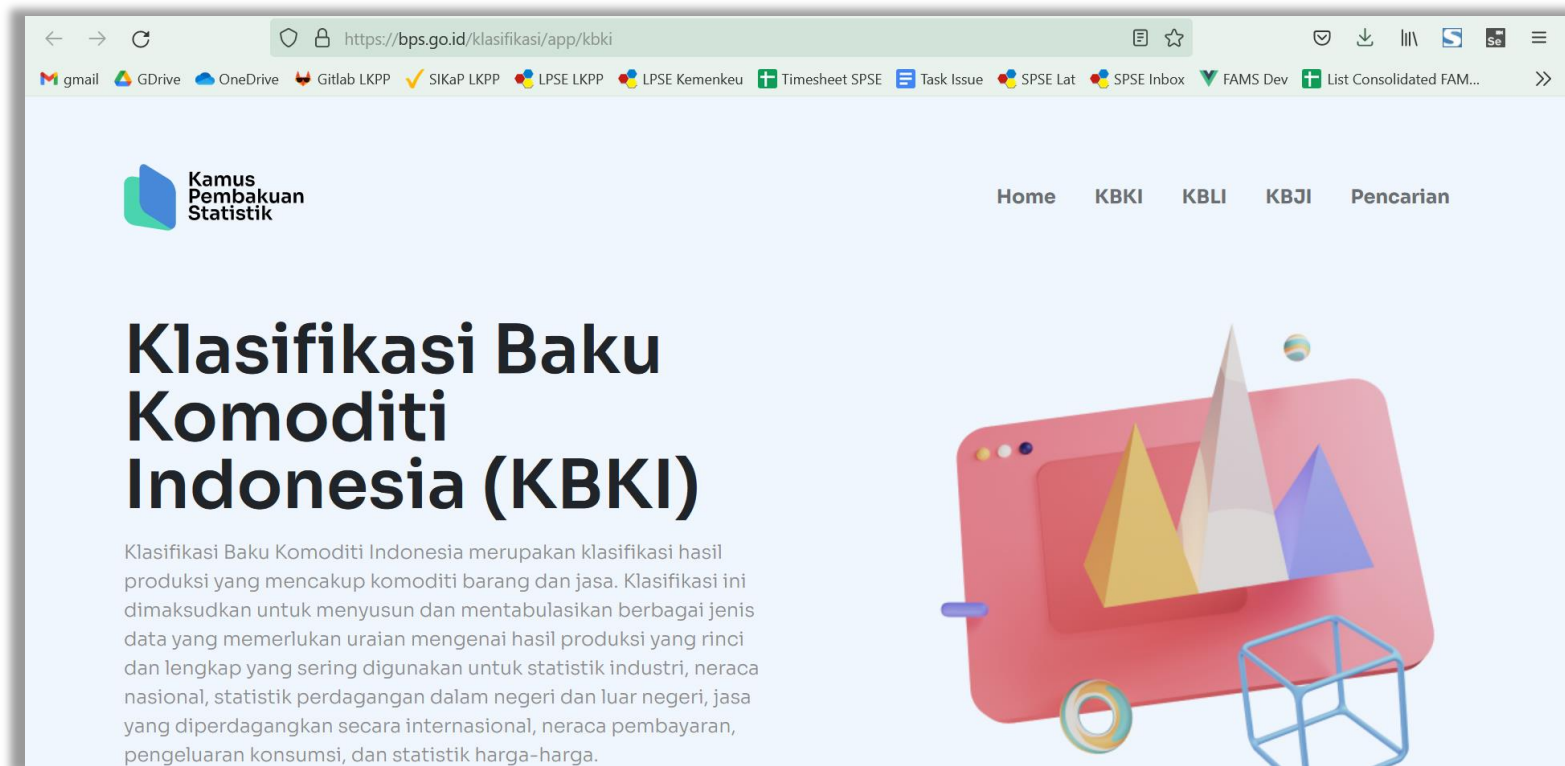 https://bps.go.id/klasifikasi/app/kbki
gmail GDrive OneDrive Gitlab LKPP SIKaP LKPP LPSE LKPP LPSE Kemenkeu Timesheet SPSE Task Issue SPSE Lat SPSE Inbox FAMS Dev List Consolidated FAM...
Kamus
Pembakuan
Statistik
Home KBKI KBLI KBJI Pencarian
Klasifikasi Baku
Komoditi
Indonesia (KBKI)
Klasifikasi Baku Komoditi Indonesia merupakan klasifikasi hasil
produksi yang mencakup komoditi barang dan jasa. Klasifikasi ini
dimaksudkan untuk menyusun dan mentabulasikan berbagai jenis
data yang memerlukan uraian mengenai hasil produksi yang rinci
dan lengkap yang sering digunakan untuk statistik industri, neraca
nasional, statistik perdagangan dalam negeri dan luar negeri, jasa
yang diperdagangkan secara internasional, neraca pembayaran,
pengeluaran konsumsi, dan statistik harga-harga.